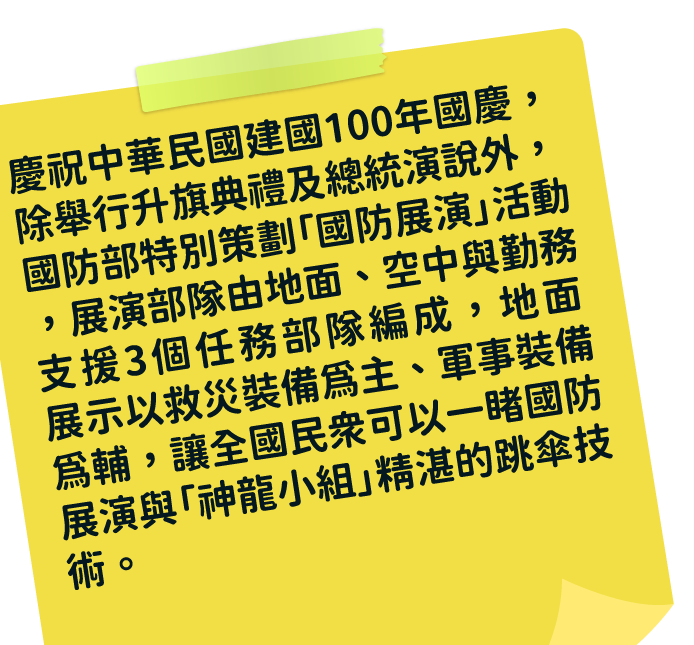 慶祝中華民國建國100年國慶，
除舉行升旗典禮及總統演說外，
國防部特別策劃「國防展演」活動
，展演部隊由地面、空中與勤務
支援3個任務部隊編成，地面
展示以救災裝備為主、軍事裝備
為輔，讓全國民眾可以一睹國防
展演與「神龍小組」精湛的跳傘技
術。